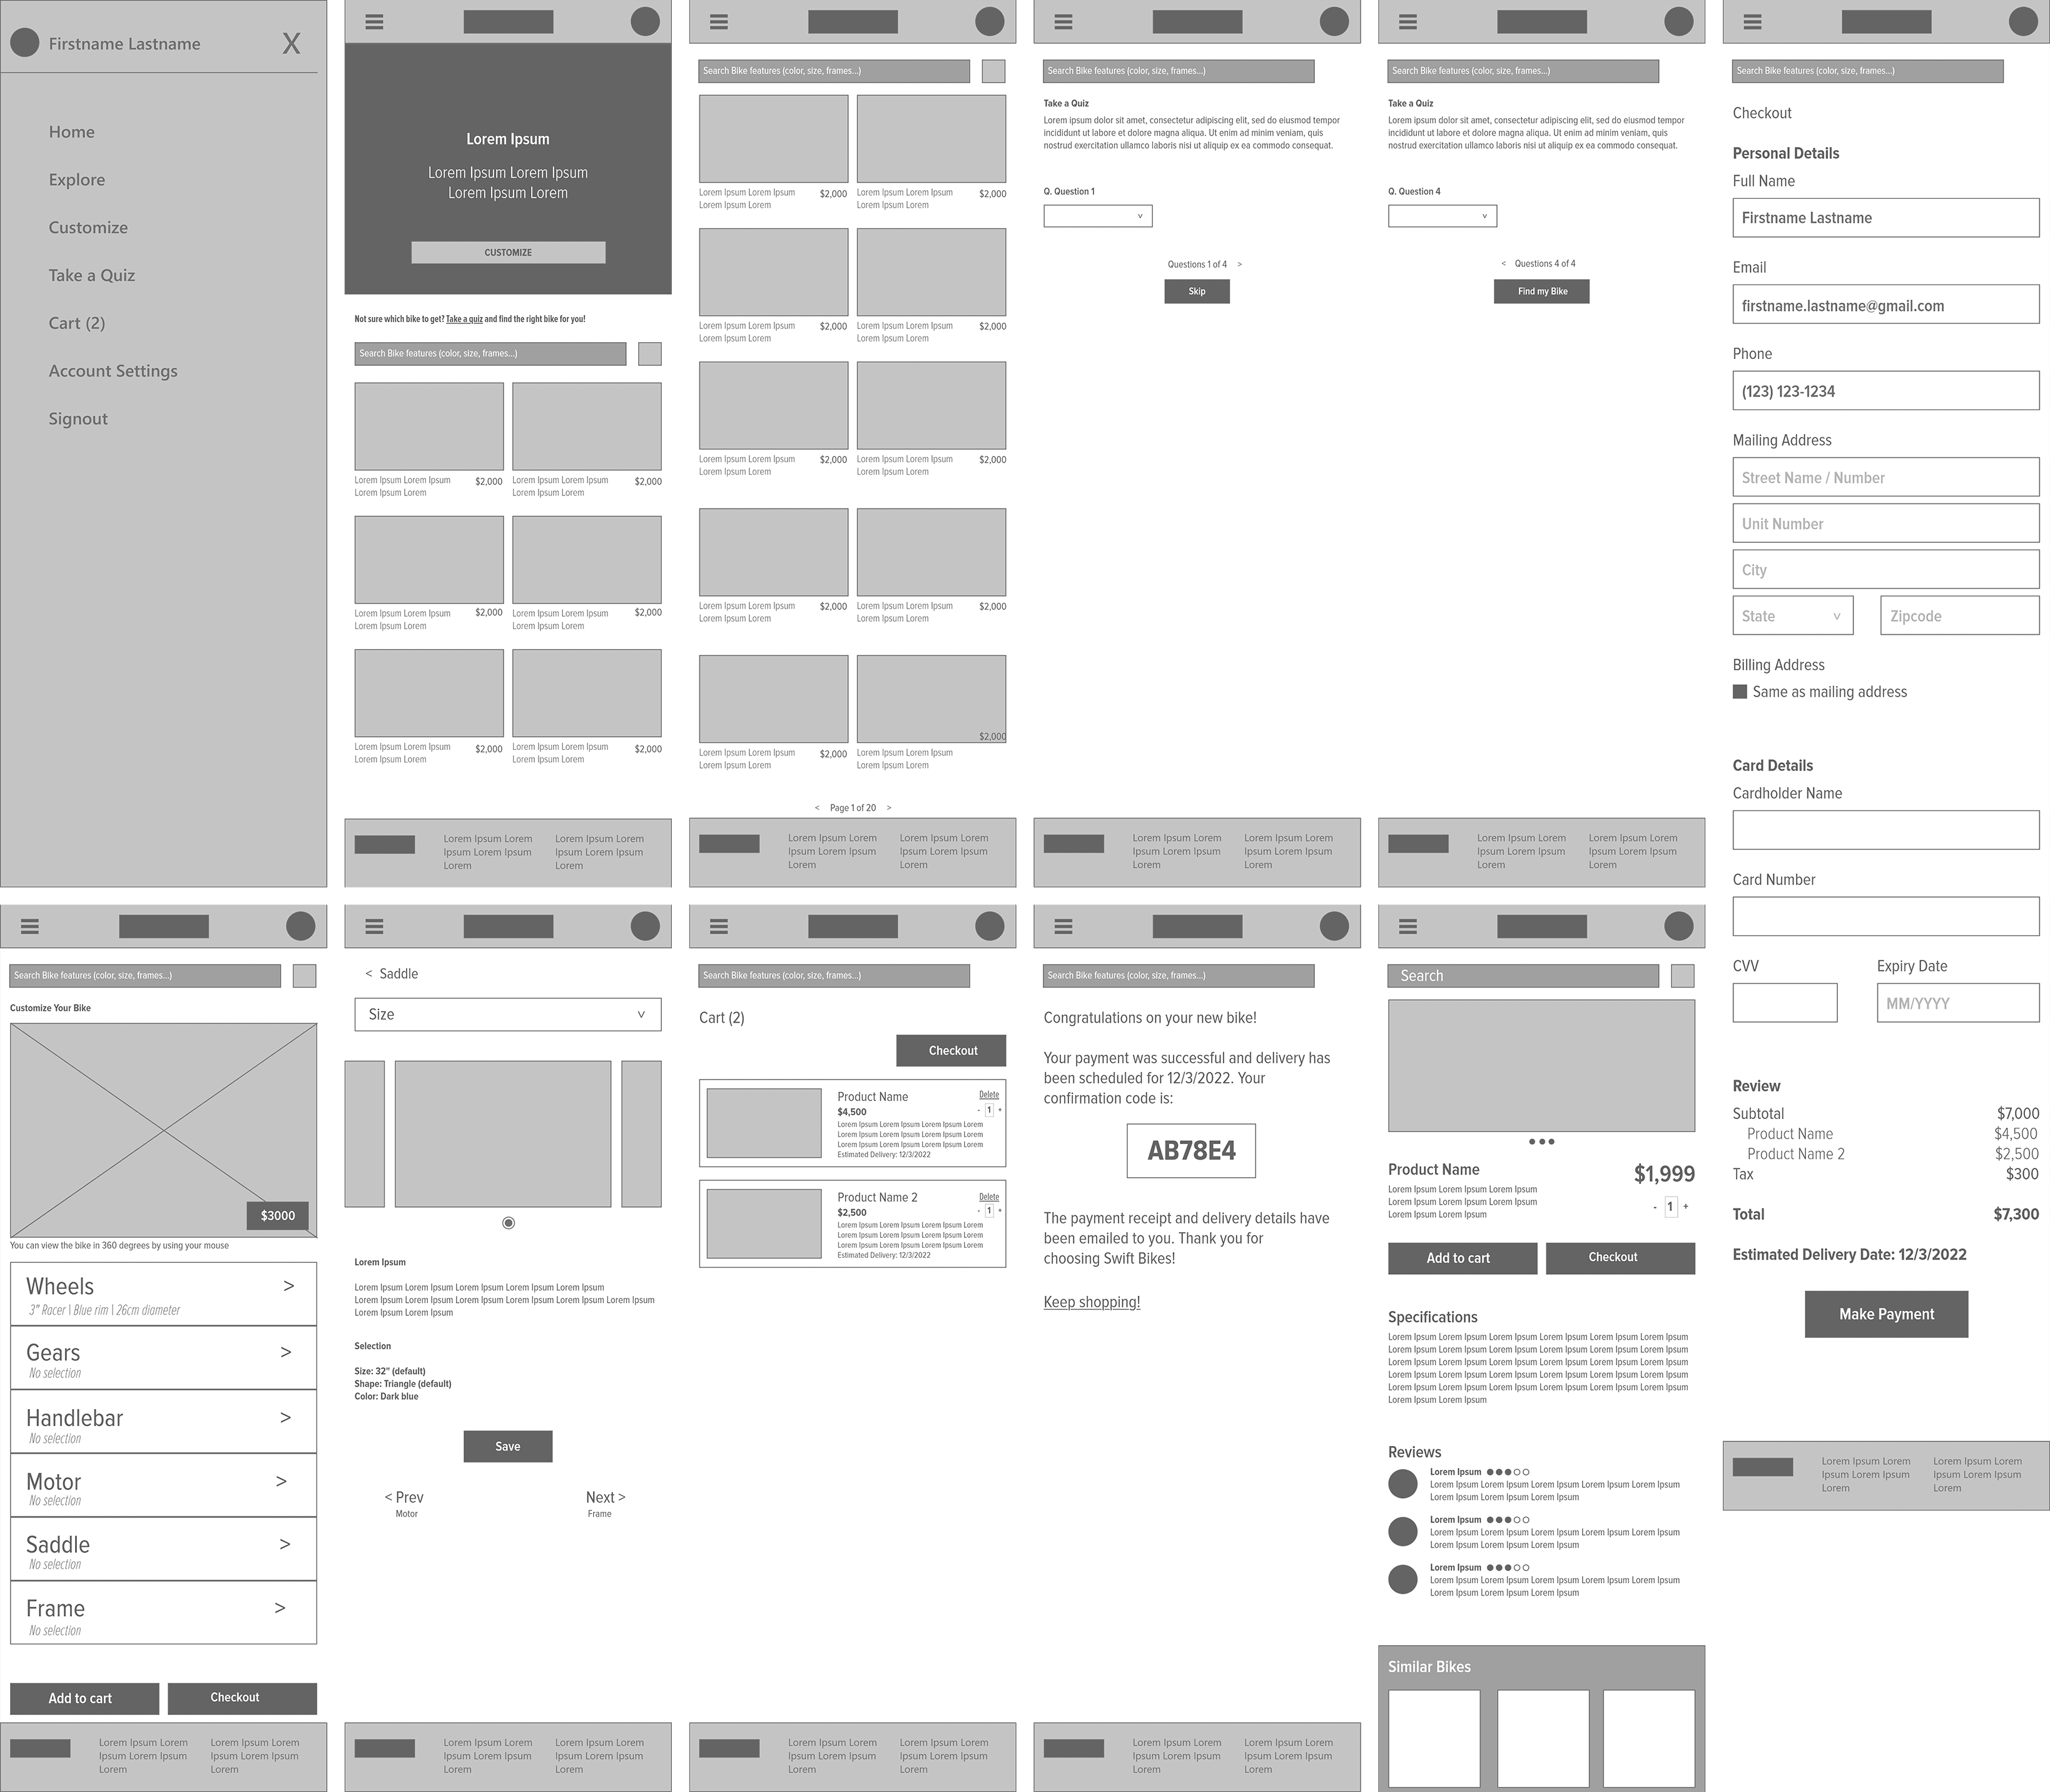 Firstname Lastname
X
Home
Explore
Customize
Take a Quiz
Cart (2)
Account Settings
Signout
Lorem Ipsum
Lorem Ipsum Lorem Ipsum
Lorem Ipsum Lorem
CUSTOMIZE
Not sure which bike to get? Take a quiz and find the right bike for you!
Search Bike features (color, size, frames...)
Lorem Ipsum Lorem Ipsum $2,000 Lorem Ipsum Lorem Ipsum $2,000
Lorem Ipsum Lorem Lorem Ipsum Lorem
Lorem Ipsum Lorem Ipsum $2,000 Lorem Ipsum Lorem Ipsum $2,000
Lorem Ipsum Lorem Lorem Ipsum Lorem
Lorem Ipsum Lorem Ipsum $2,000 Lorem Ipsum Lorem Ipsum $2,000
Lorem Ipsum Lorem Lorem Ipsum Lorem
Lorem Ipsum Lorem Lorem Ipsum Lorem
Ipsum Lorem Ipsum Ipsum Lorem Ipsum
Lorem Lorem
Search Bike features (color, size, frames...)
Lorem Ipsum Lorem Ipsum $2,000 Lorem Ipsum Lorem Ipsum $2,000
Lorem Ipsum Lorem Lorem Ipsum Lorem
Lorem Ipsum Lorem Ipsum $2,000 Lorem Ipsum Lorem Ipsum $2,000
Lorem Ipsum Lorem Lorem Ipsum Lorem
Lorem Ipsum Lorem Ipsum $2,000 Lorem Ipsum Lorem Ipsum $2,000
Lorem Ipsum Lorem Lorem Ipsum Lorem
Lorem Ipsum Lorem Ipsum $2,000 Lorem Ipsum Lorem Ipsum $2,000
Lorem Ipsum Lorem Lorem Ipsum Lorem
$2,000
Lorem Ipsum Lorem Ipsum $2,000 Lorem Ipsum Lorem Ipsum
Lorem Ipsum Lorem Lorem Ipsum Lorem
< Page 1 of 20 >
Lorem Ipsum Lorem Lorem Ipsum Lorem
Ipsum Lorem Ipsum Ipsum Lorem Ipsum
Lorem Lorem
Search Bike features (color, size, frames...)
Take a Quiz
Lorem ipsum dolor sit amet, consectetur adipiscing elit, sed do eiusmod tempor
incididunt ut labore et dolore magna aliqua. Ut enim ad minim veniam, quis
nostrud exercitation ullamco laboris nisi ut aliquip ex ea commodo consequat.
Q. Question 1
v
Questions 1 of 4 >
Skip
Lorem Ipsum Lorem Lorem Ipsum Lorem
Ipsum Lorem Ipsum Ipsum Lorem Ipsum
Lorem Lorem
Search Bike features (color, size, frames...)
Take a Quiz
Lorem ipsum dolor sit amet, consectetur adipiscing elit, sed do eiusmod tempor
incididunt ut labore et dolore magna aliqua. Ut enim ad minim veniam, quis
nostrud exercitation ullamco laboris nisi ut aliquip ex ea commodo consequat.
Q. Question 4
v
< Questions 4 of 4
Find my Bike
Lorem Ipsum Lorem Lorem Ipsum Lorem
Ipsum Lorem Ipsum Ipsum Lorem Ipsum
Lorem Lorem
Search Bike features (color, size, frames...)
Checkout
Personal Details
Full Name
Firstname Lastname
Email
firstname.lastname@gmail.com
Phone
(123) 123-1234
Mailing Address
Street Name / Number
Unit Number
City
State v Zipcode
Billing Address
Same as mailing address
Card Details
Cardholder Name
Card Number
CVV Expiry Date
MM/YYYY
Review
Subtotal $7,000
Product Name $4,500
Product Name 2 $2,500
Tax $300
Total $7,300
Estimated Delivery Date: 12/3/2022
Make Payment
Lorem Ipsum Lorem Lorem Ipsum Lorem
Ipsum Lorem Ipsum Ipsum Lorem Ipsum
Lorem Lorem
Search Bike features (color, size, frames...)
Customize Your Bike
$3000
You can view the bike in 360 degrees by using your mouse
Wheels >
3" Racer | Blue rim | 26cm diameter
Gears >
No selection
Handlebar >
No selection
Motor >
No selection
Saddle >
No selection
Frame >
No selection
Add to cart Checkout
Lorem Ipsum Lorem Lorem Ipsum Lorem
Ipsum Lorem Ipsum Ipsum Lorem Ipsum
Lorem Lorem
< Saddle
Size v
Lorem Ipsum
Lorem Ipsum Lorem Ipsum Lorem Ipsum Lorem Ipsum Lorem Ipsum
Lorem Ipsum Lorem Ipsum Lorem Ipsum Lorem Ipsum Lorem Ipsum Lorem Ipsum
Lorem Ipsum Lorem Ipsum
Selection
Size: 32" (default)
Shape: Triangle (default)
Color: Dark blue
Save
< Prev Next >
Motor Frame
Lorem Ipsum Lorem Lorem Ipsum Lorem
Ipsum Lorem Ipsum Ipsum Lorem Ipsum
Lorem Lorem
Search Bike features (color, size, frames...)
Cart (2)
Checkout
Product Name Delete
$4,500 - 1 +
Lorem Ipsum Lorem Ipsum Lorem Ipsum Lorem Ipsum Lorem
Lorem Ipsum Lorem Ipsum Lorem Ipsum Lorem Ipsum Lorem
Lorem Ipsum Lorem Ipsum Lorem Ipsum Lorem Ipsum Lorem
Estimated Delivery: 12/3/2022
Product Name 2 Delete
$2,500 - 1 +
Lorem Ipsum Lorem Ipsum Lorem Ipsum Lorem Ipsum Lorem
Lorem Ipsum Lorem Ipsum Lorem Ipsum Lorem Ipsum Lorem
Lorem Ipsum Lorem Ipsum Lorem Ipsum Lorem Ipsum Lorem
Estimated Delivery: 12/3/2022
Lorem Ipsum Lorem Lorem Ipsum Lorem
Ipsum Lorem Ipsum Ipsum Lorem Ipsum
Lorem Lorem
Search Bike features (color, size, frames...)
Congratulations on your new bike!
Your payment was successful and delivery has
been scheduled for 12/3/2022. Your
confirmation code is:
AB78E4
The payment receipt and delivery details have
been emailed to you. Thank you for
choosing Swift Bikes!
Keep shopping!
Lorem Ipsum Lorem Lorem Ipsum Lorem
Ipsum Lorem Ipsum Ipsum Lorem Ipsum
Lorem Lorem
Search
Product Name $1,999
Lorem Ipsum Lorem Ipsum Lorem Ipsum
Lorem Ipsum Lorem Ipsum Lorem Ipsum
Lorem Ipsum Lorem Ipsum
- 1 +
Add to cart Checkout
Specifications
Lorem Ipsum Lorem Ipsum Lorem Ipsum Lorem Ipsum Lorem Ipsum Lorem Ipsum
Lorem Ipsum Lorem Ipsum Lorem Ipsum Lorem Ipsum Lorem Ipsum Lorem Ipsum
Lorem Ipsum Lorem Ipsum Lorem Ipsum Lorem Ipsum Lorem Ipsum Lorem Ipsum
Lorem Ipsum Lorem Ipsum Lorem Ipsum Lorem Ipsum Lorem Ipsum Lorem Ipsum
Lorem Ipsum Lorem Ipsum Lorem Ipsum Lorem Ipsum Lorem Ipsum Lorem Ipsum
Lorem Ipsum Lorem Ipsum
Reviews
Lorem Ipsum
Lorem Ipsum Lorem Ipsum Lorem Ipsum Lorem Ipsum Lorem Ipsum
Lorem Ipsum Lorem Ipsum Lorem Ipsum
Lorem Ipsum
Lorem Ipsum Lorem Ipsum Lorem Ipsum Lorem Ipsum Lorem Ipsum
Lorem Ipsum Lorem Ipsum Lorem Ipsum
Lorem Ipsum
Lorem Ipsum Lorem Ipsum Lorem Ipsum Lorem Ipsum Lorem Ipsum
Lorem Ipsum Lorem Ipsum Lorem Ipsum
Similar Bikes